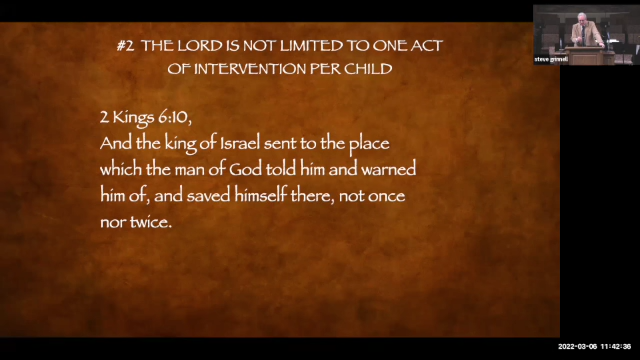 #2 THE LORD IS NOT LIMITED TO ONE ACT
OF INTERVENTION PER CHILD
2 Kings 6:10,
And the king of Israel sent to the place
which the man of God told him and warned
him of, and saved himself there, not once
nor twice.
steve grinnell
2022-03-06 11:42:36